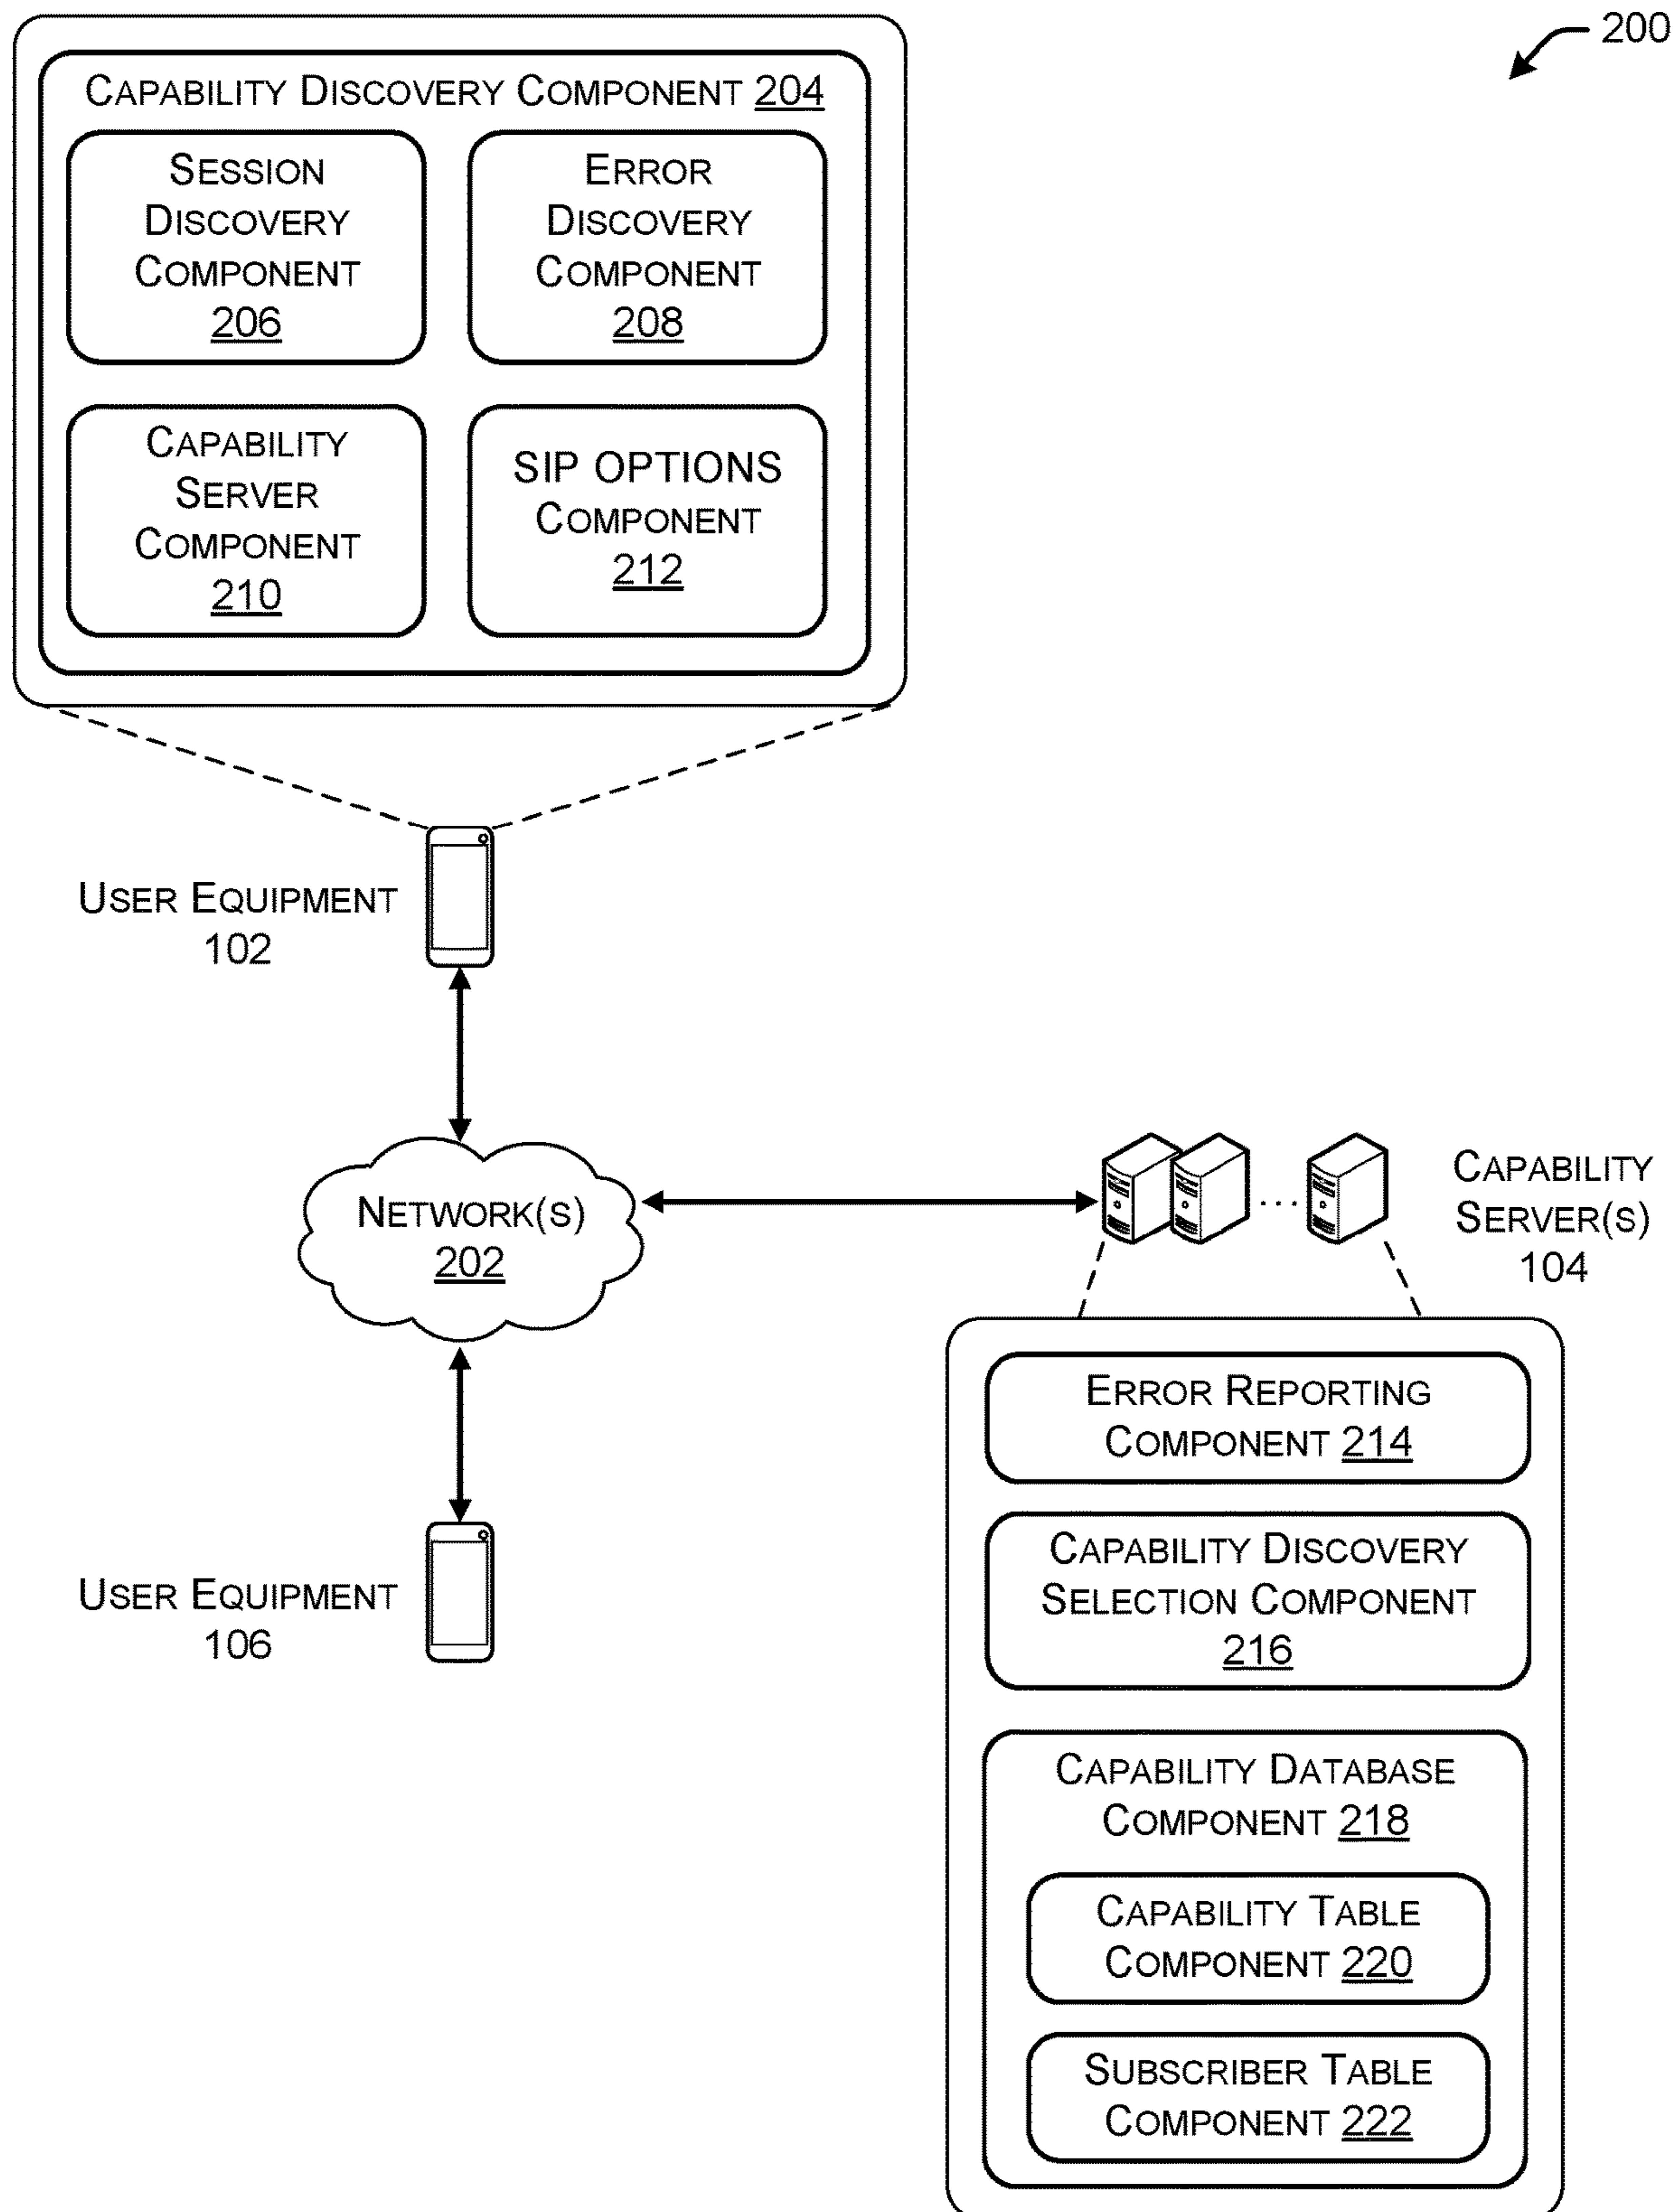 200
CAPABILITY DISCOVERY COMPONENT 204
SESSION
DISCOVERY
COMPONENT
206
ERROR
DISCOVERY
COMPONENT
208
CAPABILITY
SERVER
COMPONENT
210
SIP OPTIONS
COMPONENT
212
USER EQUIPMENT
102
NETWORK(S)
202
CAPABILITY
SERVER(S)
104
USER EQUIPMENT
106
ERROR REPORTING
COMPONENT 214
CAPABILITY DISCOVERY
SELECTION COMPONENT
216
CAPABILITY DATABASE
COMPONENT 218
CAPABILITY TABLE
COMPONENT 220
SUBSCRIBER TABLE
COMPONENT 222